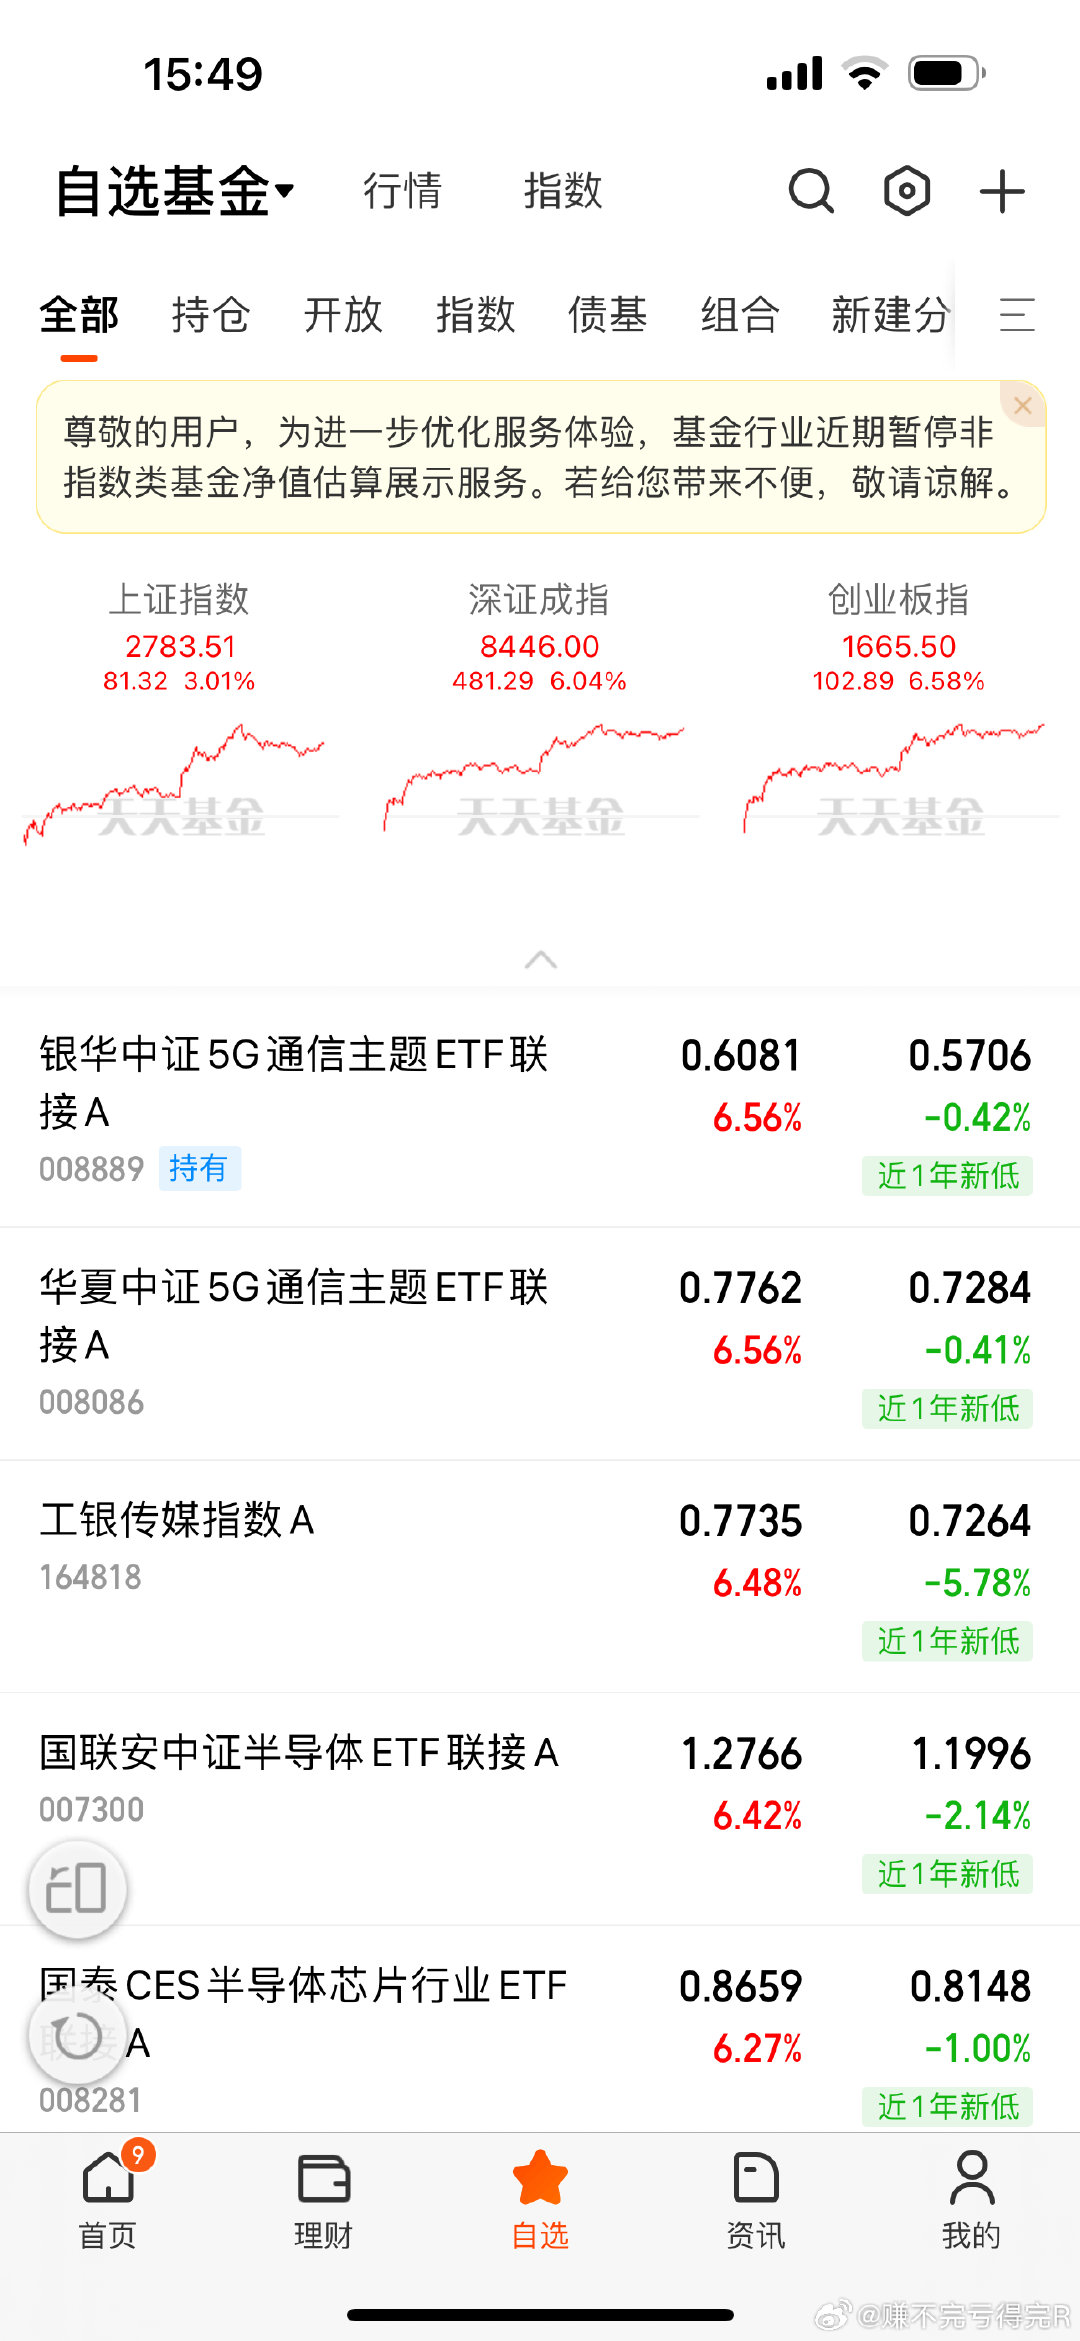 15:49
自选基金 行情 指数
全部 持仓 开放 指数 债基 组合 新建分
尊敬的用户，为进一步优化服务体验，基金行业近期暂停非
指数类基金净值估算展示服务。若给您带来不便，敬请谅解。
上证指数 深证成指 创业板指
2783.51 8446.00 1665.50
81.32 3.01% 481.29 6.04% 102.89 6.58%
天天基金 天天基金 天天基金
银华中证5G通信主题ETF联 0.6081 0.5706
接A 6.56% -0.42%
008889 持有 近1年新低
华夏中证5G通信主题ETF联 0.7762 0.7284
接A 6.56% -0.41%
008086 近1年新低
工银传媒指数A 0.7735 0.7264
164818 6.48% -5.78%
近1年新低
国联安中证半导体ETF联接A 1.2766 1.1996
007300 6.42% -2.14%
近1年新低
国泰CES半导体芯片行业ETF 0.8659 0.8148
联接A 6.27% -1.00%
008281 近1年新低
9
首页 理财 自选 资讯 我的
@赚不完亏得完R